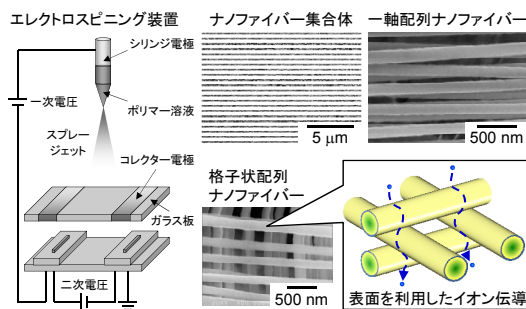 エレクトロスピニング装置
シリンジ電極
ポリマー溶液
一次電圧
スプレー
ジェット
コレクター電極
ガラス板
二次電圧
ナノファイバー集合体
5 μm
一軸配列ナノファイバー
500 nm
格子状配列
ナノファイバー
500 nm
表面を利用したイオン伝導